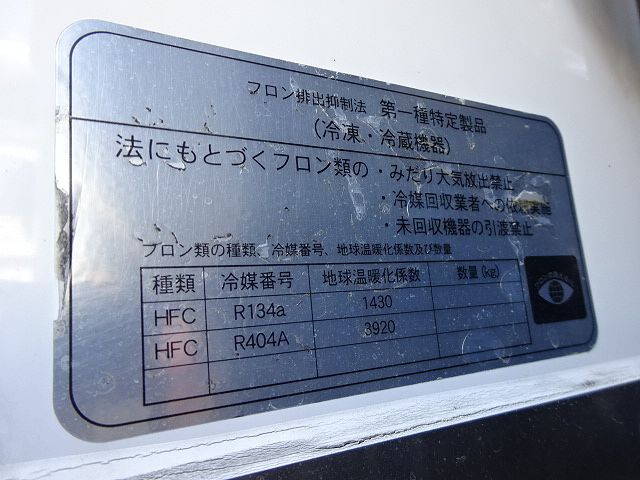 フロン排出抑制法 第一種特定製品
(冷凍・冷蔵機器)
法にもとづくフロン類の・みだり大気放出禁止
・冷媒回収業者への依頼実施
・未回収機器の引渡禁止
フロン類の種類、冷媒番号、地球温暖化係数及び数量
種類 冷媒番号 地球温暖化係数 数量(kg)
HFC R134a 1430
HFC R404A 3920